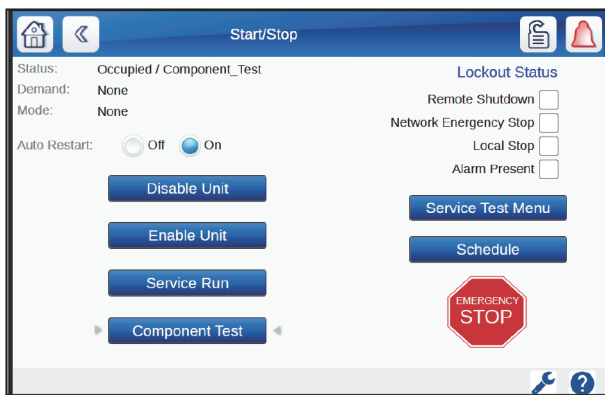 Start/Stop
Status: Occupied / Component_Test
Demand: None
Mode: None
Auto Restart: Off On
Disable Unit
Enable Unit
Service Run
Component Test
Lockout Status
Remote Shutdown
Network Emergency Stop
Local Stop
Alarm Present
Service Test Menu
Schedule
EMERGENCY
STOP
?